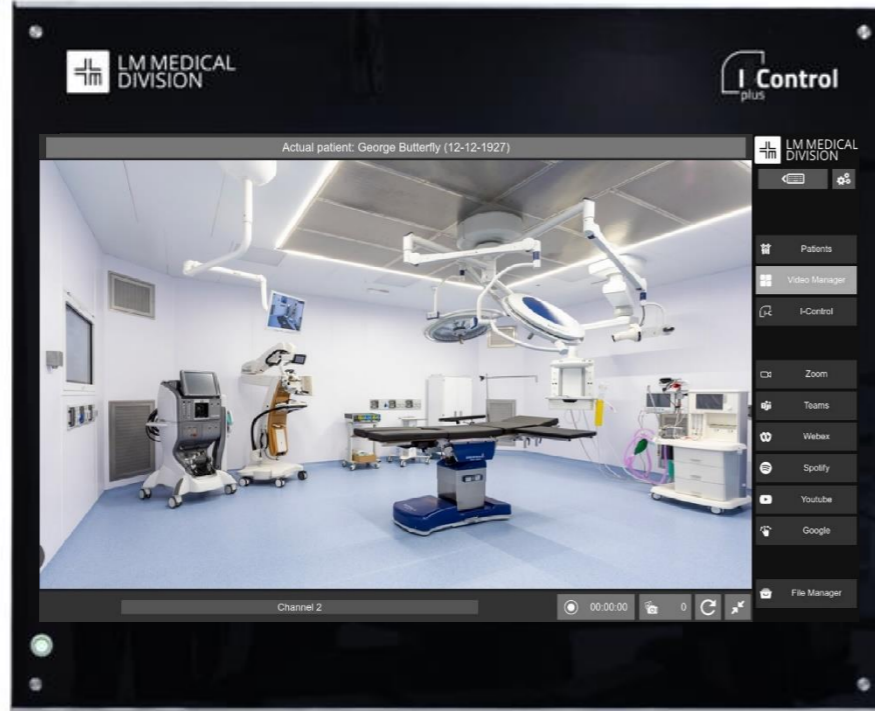 LM MEDICAL
DIVISION
I Control
plus
Actual patient: George Butterfly (12-12-1927)
LM MEDICAL
DIVISION
Patients
Video Manager
I-Control
Zoom
Teams
Webex
Spotify
Youtube
Google
File Manager
Channel 2
00:00:00
0